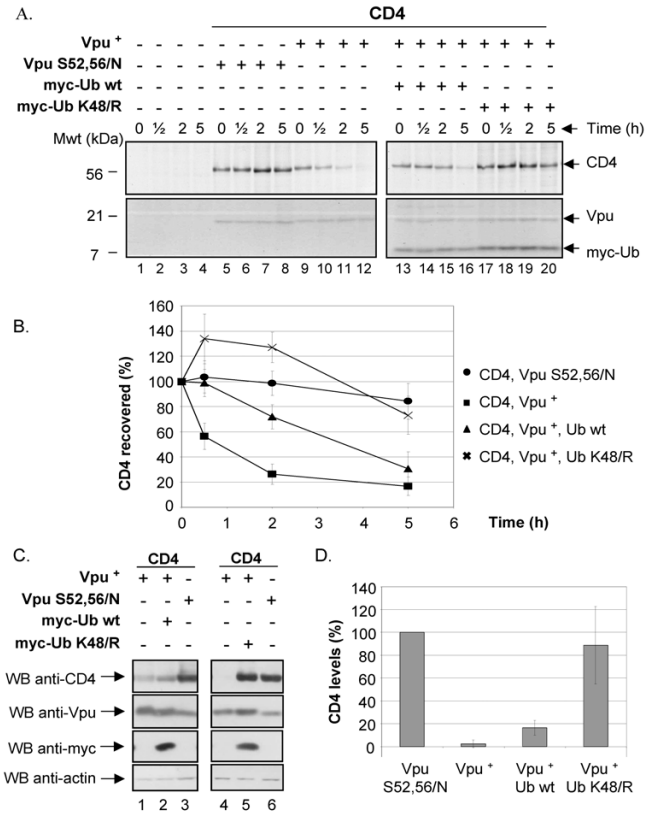 A.
CD4
Vpu + - - - - - - - - + + + + + + + + + + + +
Vpu S52,56/N - - - - + + + + - - - - - - - - - - - -
myc-Ub wt - - - - - - - - - - - - + + + + - - - -
myc-Ub K48/R - - - - - - - - - - - - - - - - + + + +
0 ½ 2 5 0 ½ 2 5 0 ½ 2 5 0 ½ 2 5 0 ½ 2 5 Time (h)
Mwt (kDa)
56 – CD4
21 – Vpu
7 – myc-Ub
1 2 3 4 5 6 7 8 9 10 11 12 13 14 15 16 17 18 19 20
B.
CD4 recovered (%)
160
140
120
100
80
60
40
20
0
0 1 2 3 4 5 6 Time (h)
CD4, Vpu S52,56/N
CD4, Vpu +
CD4, Vpu +, Ub wt
CD4, Vpu +, Ub K48/R
C.
CD4 CD4
Vpu + + + - + + -
Vpu S52,56/N - - + - - +
myc-Ub wt - + - - - -
myc-Ub K48/R - - - - + -
WB anti-CD4
WB anti-Vpu
WB anti-myc
WB anti-actin
1 2 3 4 5 6
D.
CD4 levels (%)
140
120
100
80
60
40
20
0
Vpu Vpu + Vpu + Vpu +
S52,56/N Ub wt Ub K48/R